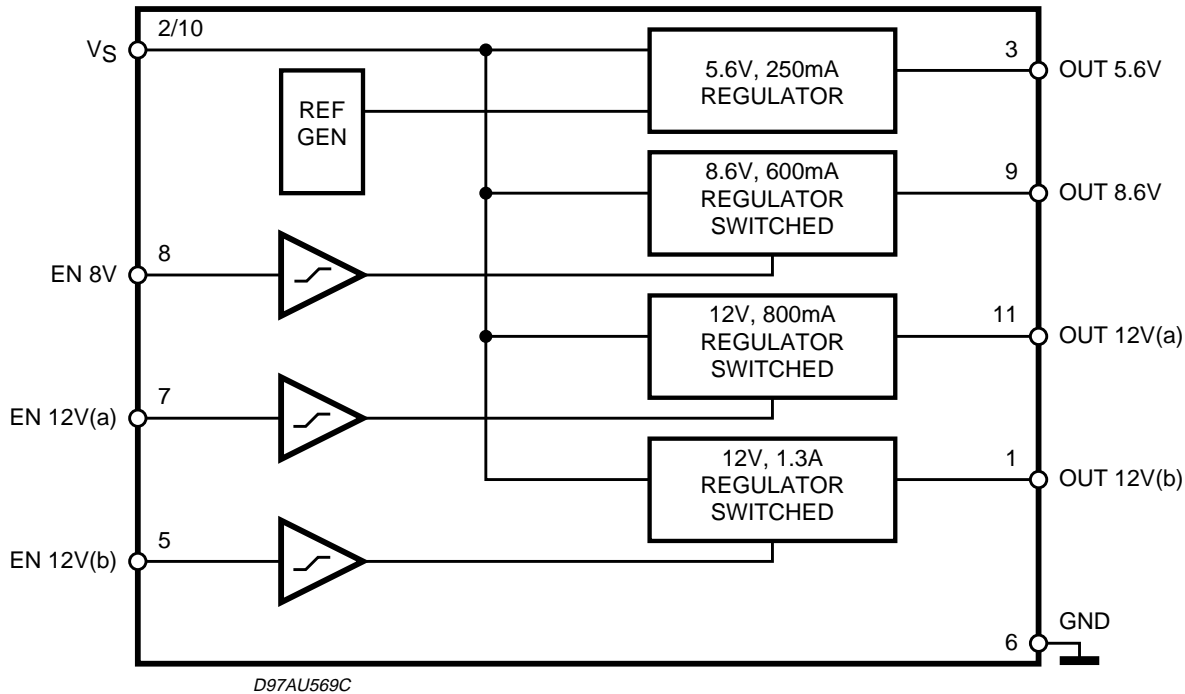 2/10
VS
5.6V, 250mA
REGULATOR
3
OUT 5.6V
REF
GEN
8.6V, 600mA
REGULATOR
SWITCHED
9
OUT 8.6V
8
EN 8V
12V, 800mA
REGULATOR
SWITCHED
11
OUT 12V(a)
7
EN 12V(a)
12V, 1.3A
REGULATOR
SWITCHED
1
OUT 12V(b)
5
EN 12V(b)
GND
6
D97AU569C